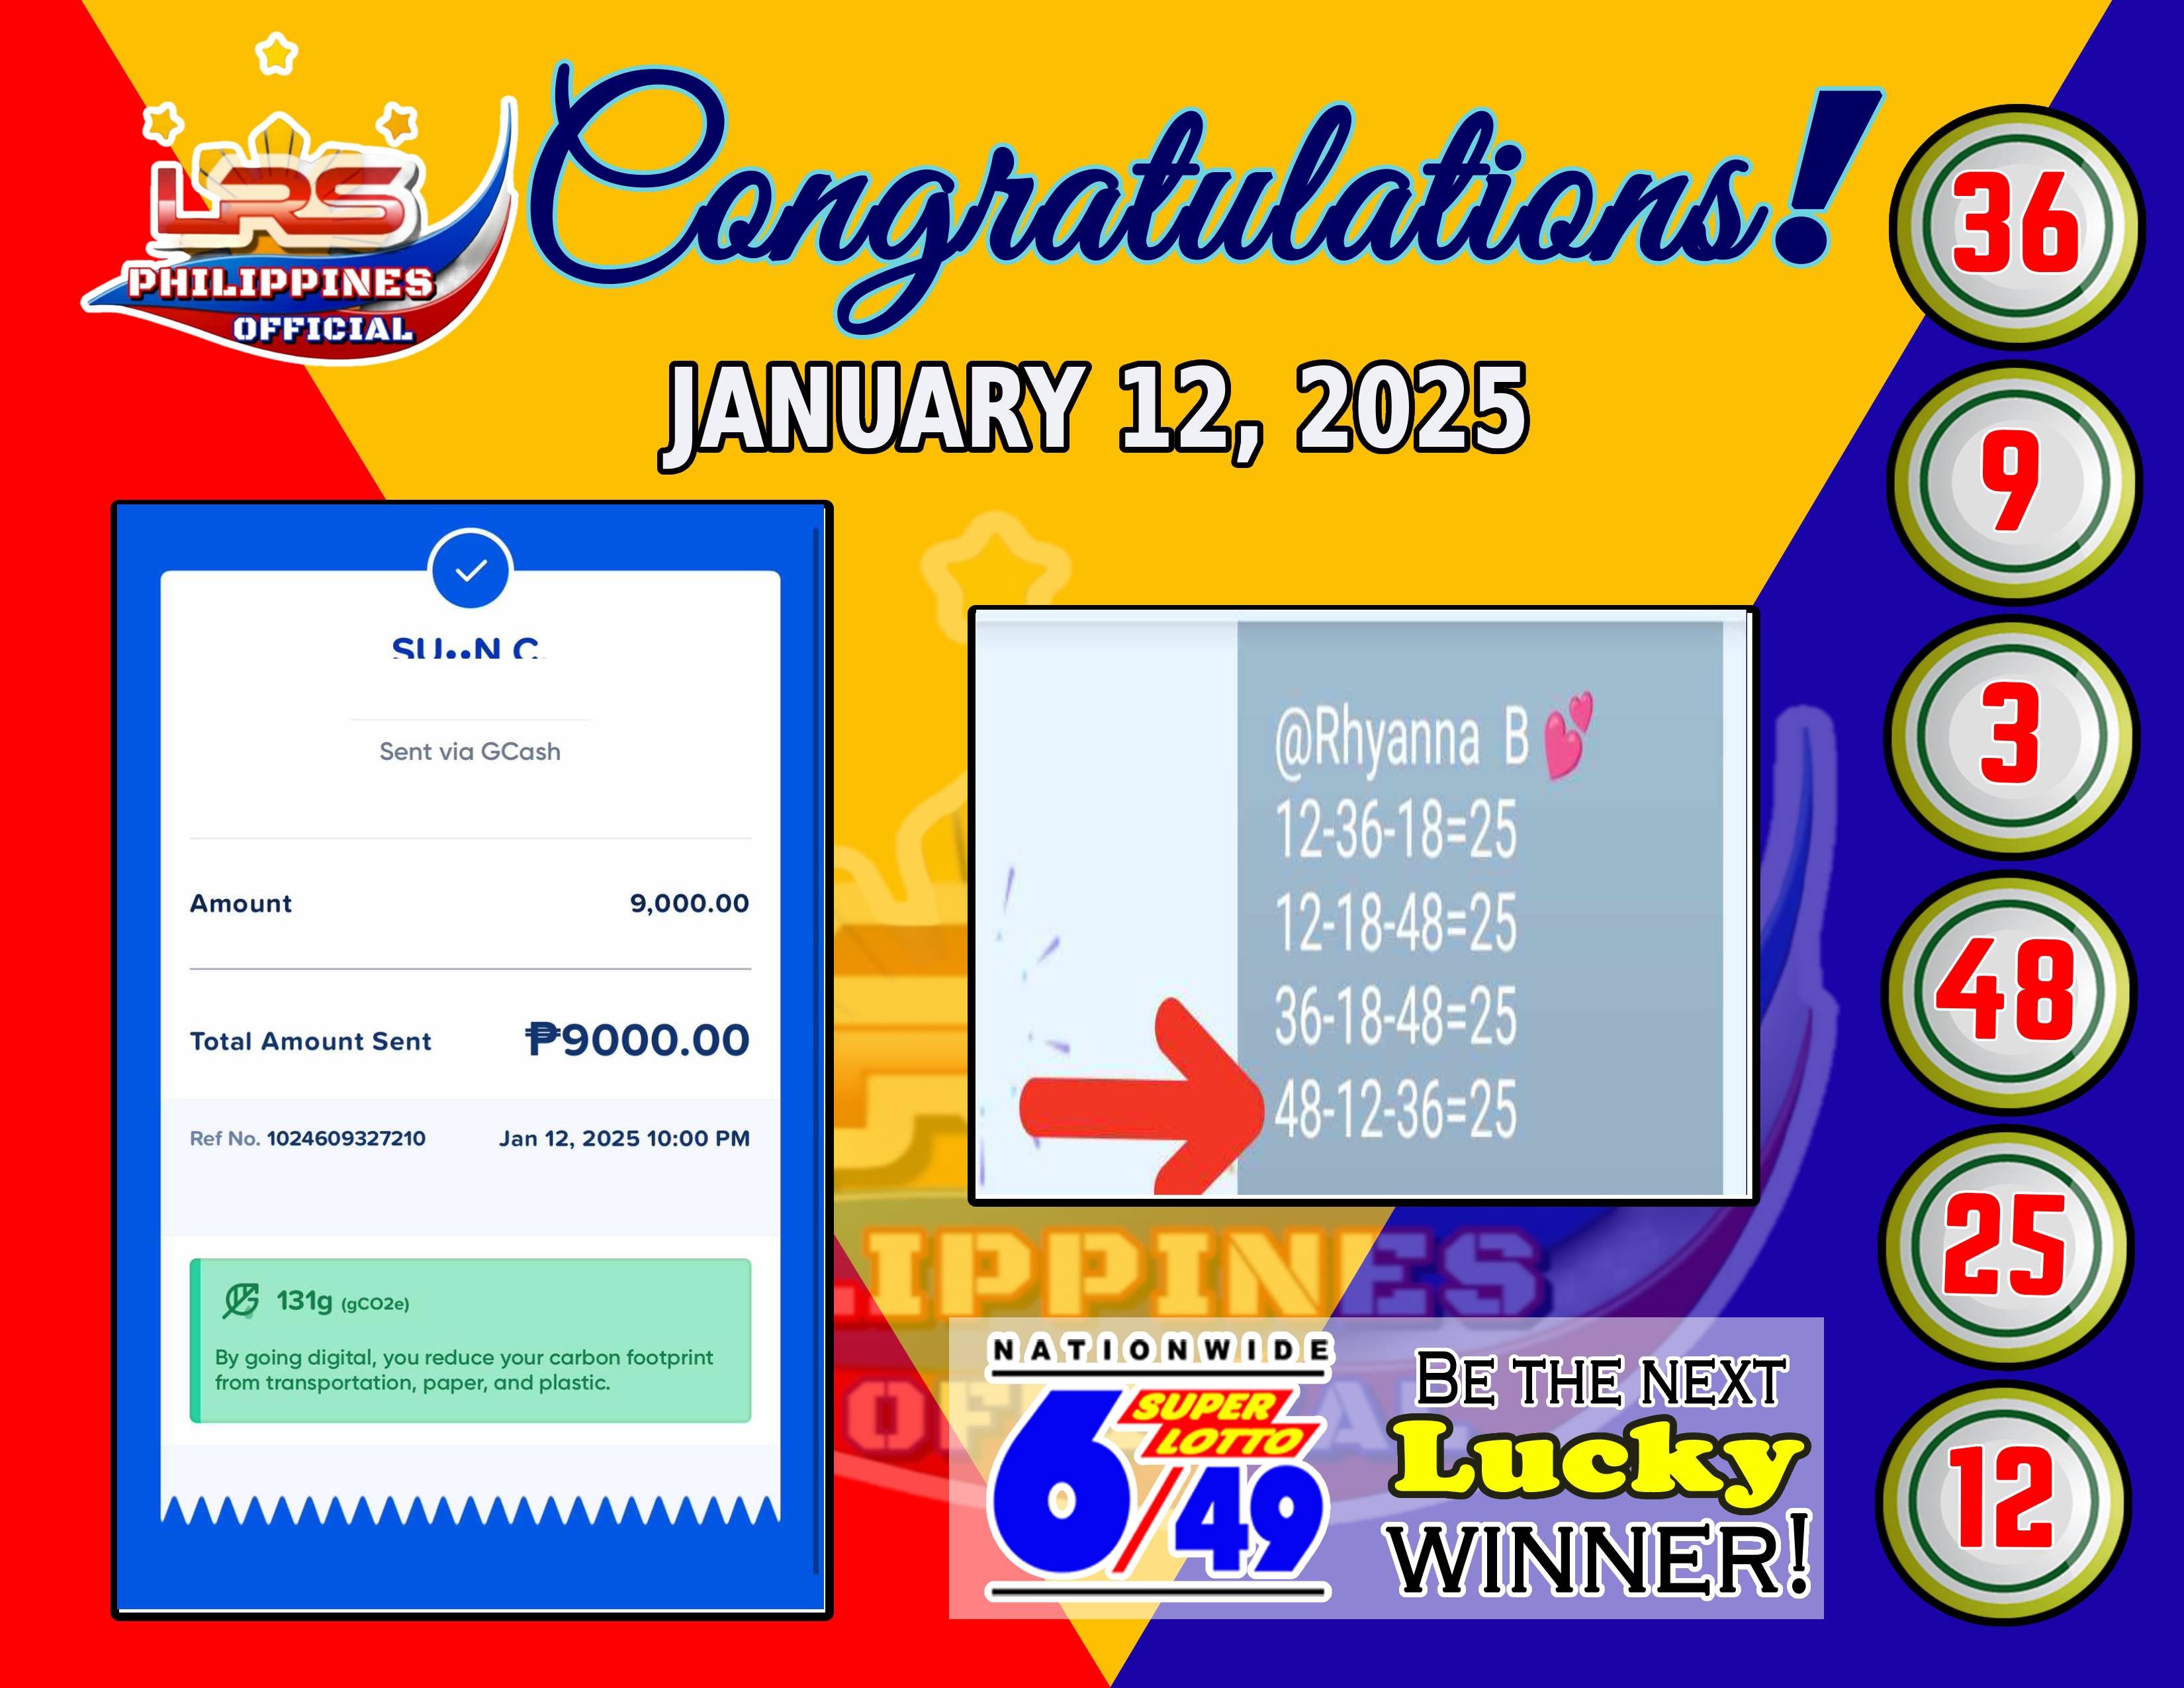 LRS
PHILIPPINES
OFFICIAL
Congratulations!
JANUARY 12, 2025
SU••N C.
Sent via GCash
Amount 9,000.00
Total Amount Sent ₱9000.00
Ref No. 1024609327210 Jan 12, 2025 10:00 PM
131g (gCO2e)
By going digital, you reduce your carbon footprint
from transportation, paper, and plastic.
@Rhyanna B 💕
12-36-18=25
12-18-48=25
36-18-48=25
48-12-36=25
LIPPINES
NATIONWIDE
SUPER
LOTTO
6/49
BE THE NEXT
Lucky
WINNER!
36
9
3
48
25
12